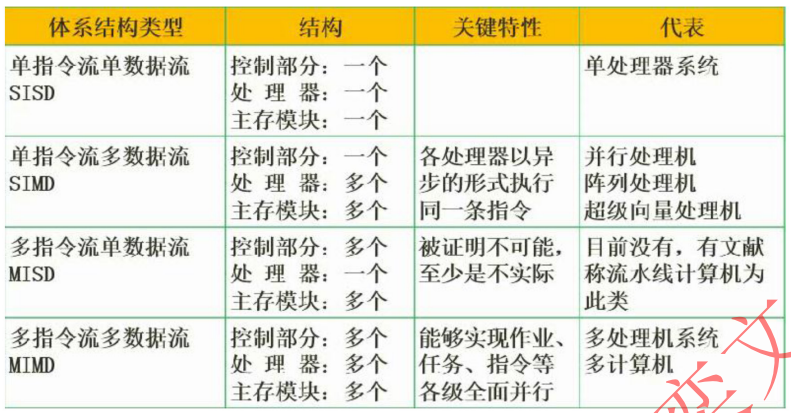 体系结构类型 结构 关键特性 代表
单指令流单数据流 控制部分：一个 单处理器系统
SISD 处 理 器：一个
主存模块：一个
单指令流多数据流 控制部分：一个 各处理器以异 并行处理机
SIMD 处 理 器：多个 步的形式执行 阵列处理机
主存模块：多个 同一条指令 超级向量处理机
多指令流单数据流 控制部分：多个 被证明不可能， 目前没有，有文献
MISD 处 理 器：一个 至少是不实际 称流水线计算机为
主存模块：多个 此类
多指令流多数据流 控制部分：多个 能够实现作业、 多处理机系统
MIMD 处 理 器：多个 任务、指令等 多计算机
主存模块：多个 各级全面并行